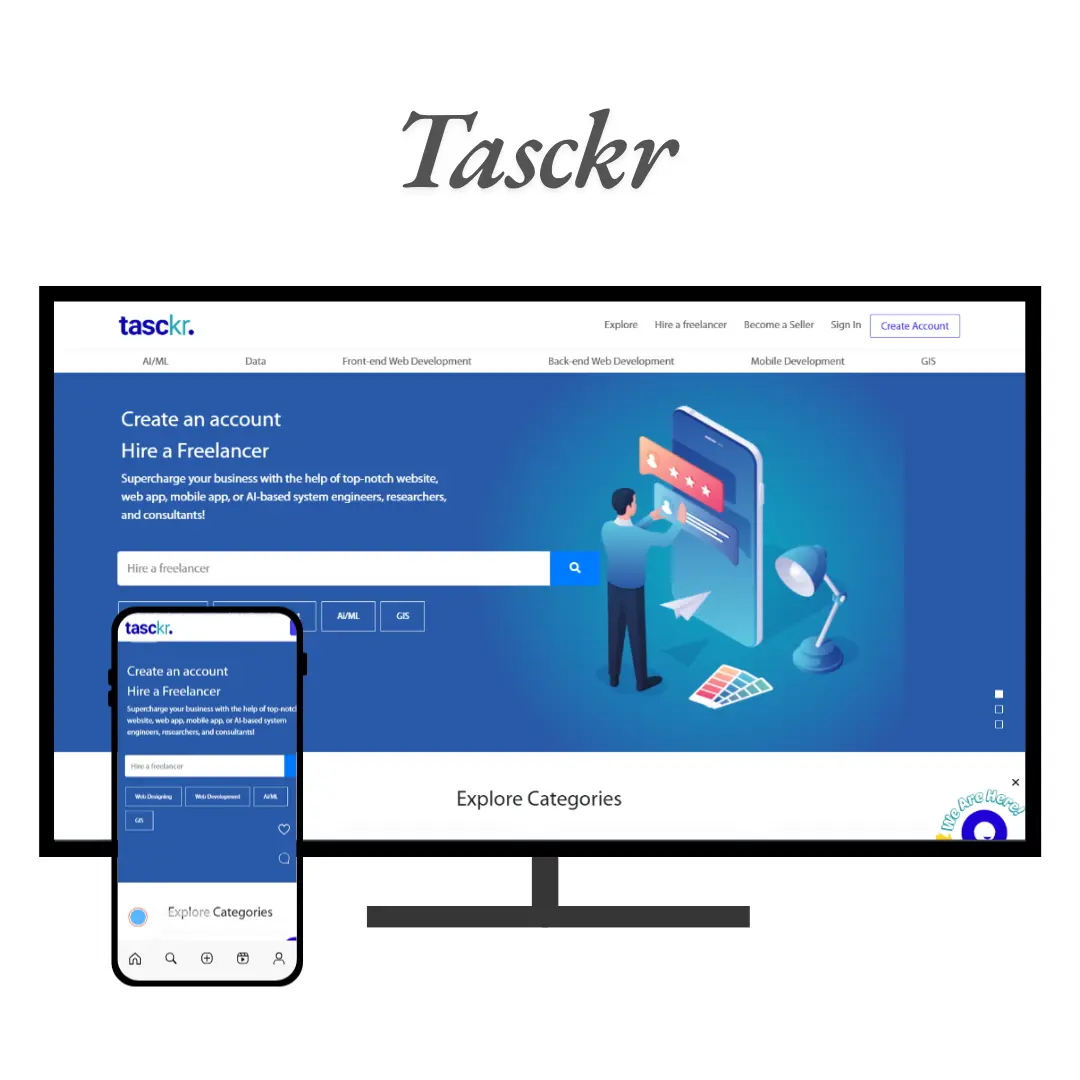 Tasckr
tasckr.
Explore Hire a freelancer Become a Seller Sign In Create Account
AI/ML Data Front-end Web Development Back-end Web Development Mobile Development GIS
Create an account
Hire a Freelancer
Supercharge your business with the help of top-notch website,
web app, mobile app, or AI-based system engineers, researchers,
and consultants!
Hire a freelancer
AI/ML GIS
Explore Categories
We Are Here!
tasckr.
Create an account
Hire a Freelancer
Supercharge your business with the help of top-notch
website, web app, mobile app, or AI-based system
engineers, researchers, and consultants!
Hire a freelancer
Web Designing Web Development AI/ML
GIS
Explore Categories